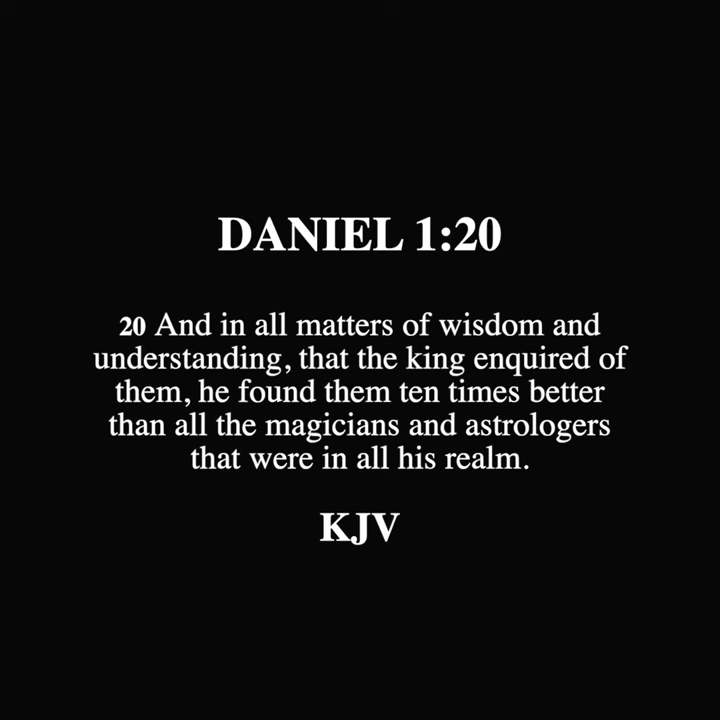 DANIEL 1:20
20 And in all matters of wisdom and
understanding, that the king enquired of
them, he found them ten times better
than all the magicians and astrologers
that were in all his realm.
KJV